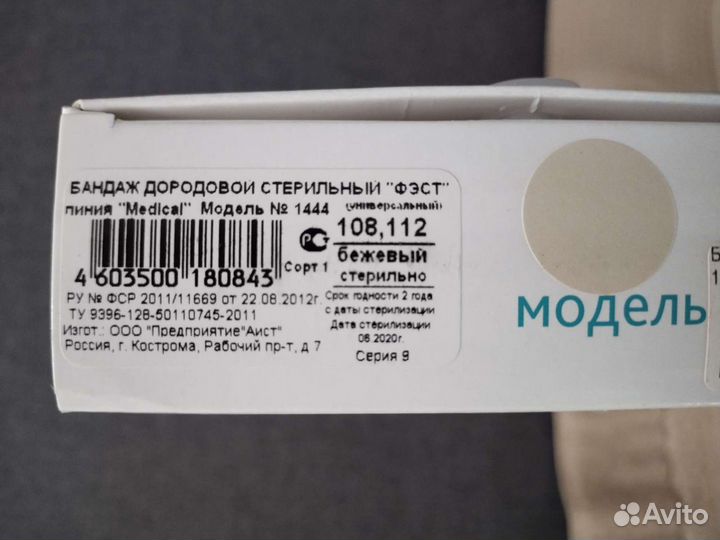 БАНДАЖ ДОРОДОВОЙ СТЕРИЛЬНЫЙ "ФЭСТ"
линия "Medical" Модель № 1444 (универсальный)
108,112
бежевый
стерильно
4 603500 180843 Сорт 1
РУ № ФСР 2011/11669 от 22.08.2012г.
ТУ 9396-128-50110745-2011
Изгот.: ООО "Предприятие"Аист"
Россия, г. Кострома, Рабочий пр-т, д 7
Срок годности 2 года
с даты стерилизации
Дата стерилизации
06.2020г.
Серия 9
модель
Avito